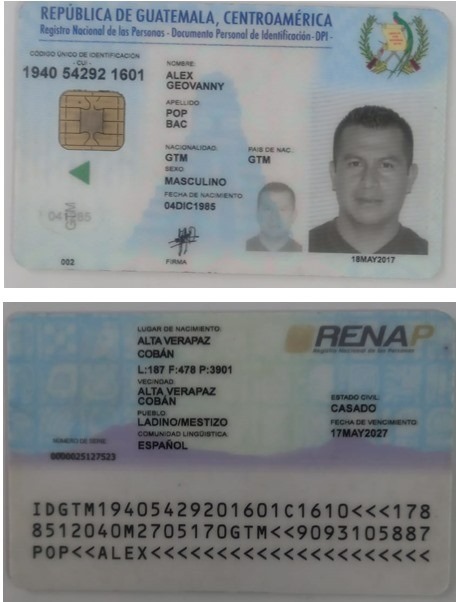 REPÚBLICA DE GUATEMALA, CENTROAMÉRICA
Registro Nacional de las Personas - Documento Personal de Identificación - DPI -
CÓDIGO ÚNICO DE IDENTIFICACIÓN
- CUI -
1940 54292 1601
NOMBRE:
ALEX
GEOVANNY
APELLIDO:
POP
BAC
NACIONALIDAD: PAIS DE NAC.:
GTM GTM
SEXO:
MASCULINO
FECHA DE NACIMIENTO:
04DIC1985
GTM
002
FIRMA
18MAY2017
LUGAR DE NACIMIENTO:
ALTA VERAPAZ
COBÁN
L:187 F:478 P:3901
VECINDAD:
ALTA VERAPAZ
COBÁN
PUEBLO:
LADINO/MESTIZO
COMUNIDAD LINGÜÍSTICA
ESPAÑOL
RENAP
Registro Nacional de las Personas
ESTADO CIVIL:
CASADO
FECHA DE VENCIMIENTO:
17MAY2027
NÚMERO DE SERIE:
0000025127523
IDGTM19405429201601C1610<<<178
8512040M2705170GTM<<9093105887
POP<<ALEX<<<<<<<<<<<<<<<<<<<<<